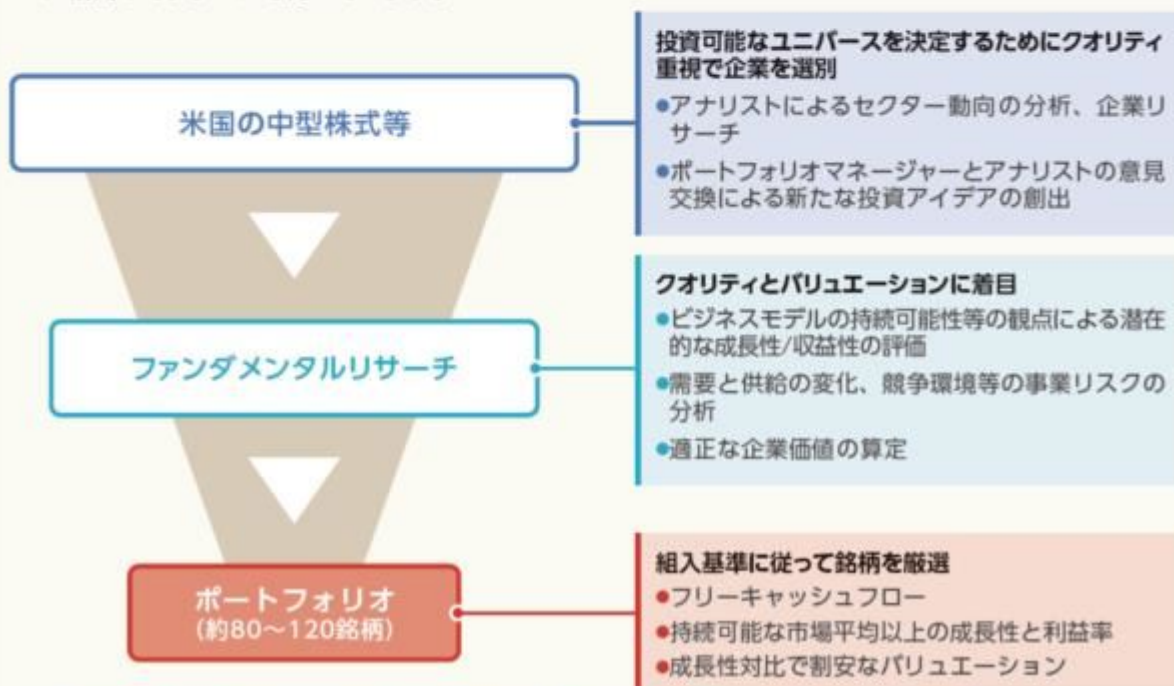 投資可能なユニバースを決定するためにクオリティ
重視で企業を選別
●アナリストによるセクター動向の分析、企業リ
サーチ
●ポートフォリオマネージャーとアナリストの意見
交換による新たな投資アイデアの創出
米国の中型株式等
クオリティとバリュエーションに着目
●ビジネスモデルの持続可能性等の観点による潜在
的な成長性/収益性の評価
●需要と供給の変化、競争環境等の事業リスクの
分析
●適正な企業価値の算定
ファンダメンタルリサーチ
組入基準に従って銘柄を厳選
●フリーキャッシュフロー
●持続可能な市場平均以上の成長性と利益率
●成長性対比で割安なバリュエーション
ポートフォリオ
(約80~120銘柄)